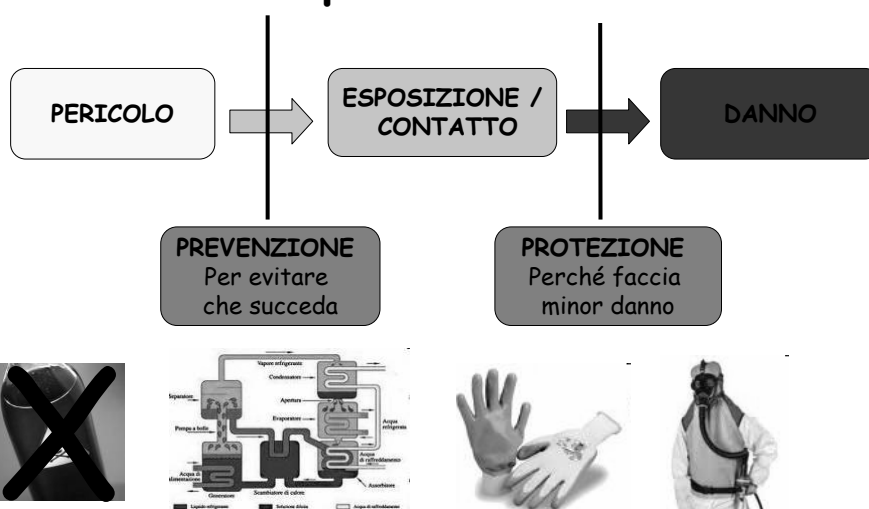 PERICOLO
ESPOSIZIONE /
CONTATTO
DANNO
PREVENZIONE
Per evitare
che succeda
PROTEZIONE
Perché faccia
minor danno
Vapore refrigerante
Condensatore
Separatore
Apertura
Evaporatore
Pompa a bolle
Acqua
refrigerata
Acqua
di raffreddamento
Acqua di
alimentazione
Generatore
Scambiatore di calore
Assorbitore
Liquido refrigerante
Soluzione diluita
Acqua di raffreddamento